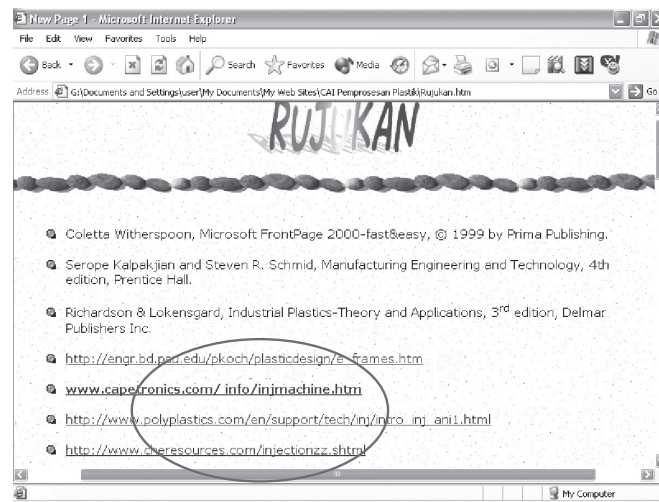 New Page 1 - Microsoft Internet Explorer
File Edit View Favorites Tools Help
Back Search Favorites Media
Address G:\Documents and Settings\user\My Documents\My Web Sites\CAI Pemprosesan Plastik\Rujukan.htm Go
RUJUKAN
Coletta Witherspoon, Microsoft FrontPage 2000-fast&easy, © 1999 by Prima Publishing.
Serope Kalpakjian and Steven R. Schmid, Manufacturing Engineering and Technology, 4th
edition, Prentice Hall.
Richardson & Lokensgard, Industrial Plastics-Theory and Applications, 3rd edition, Delmar
Publishers Inc.
http://engr.bd.psu.edu/pkoch/plasticdesign/e_frames.htm
www.capetronics.com/ info/injmachine.htm
http://www.polyplastics.com/en/support/tech/inj/intro_inj_ani1.html
http://www.cheresources.com/injectionzz.shtml
My Computer